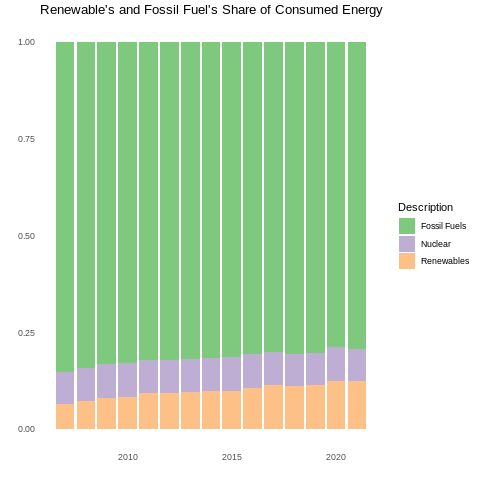 Renewable's and Fossil Fuel's Share of Consumed Energy
1.00
0.75
0.50
0.25
0.00
2010
2015
2020
Description
Fossil Fuels
Nuclear
Renewables